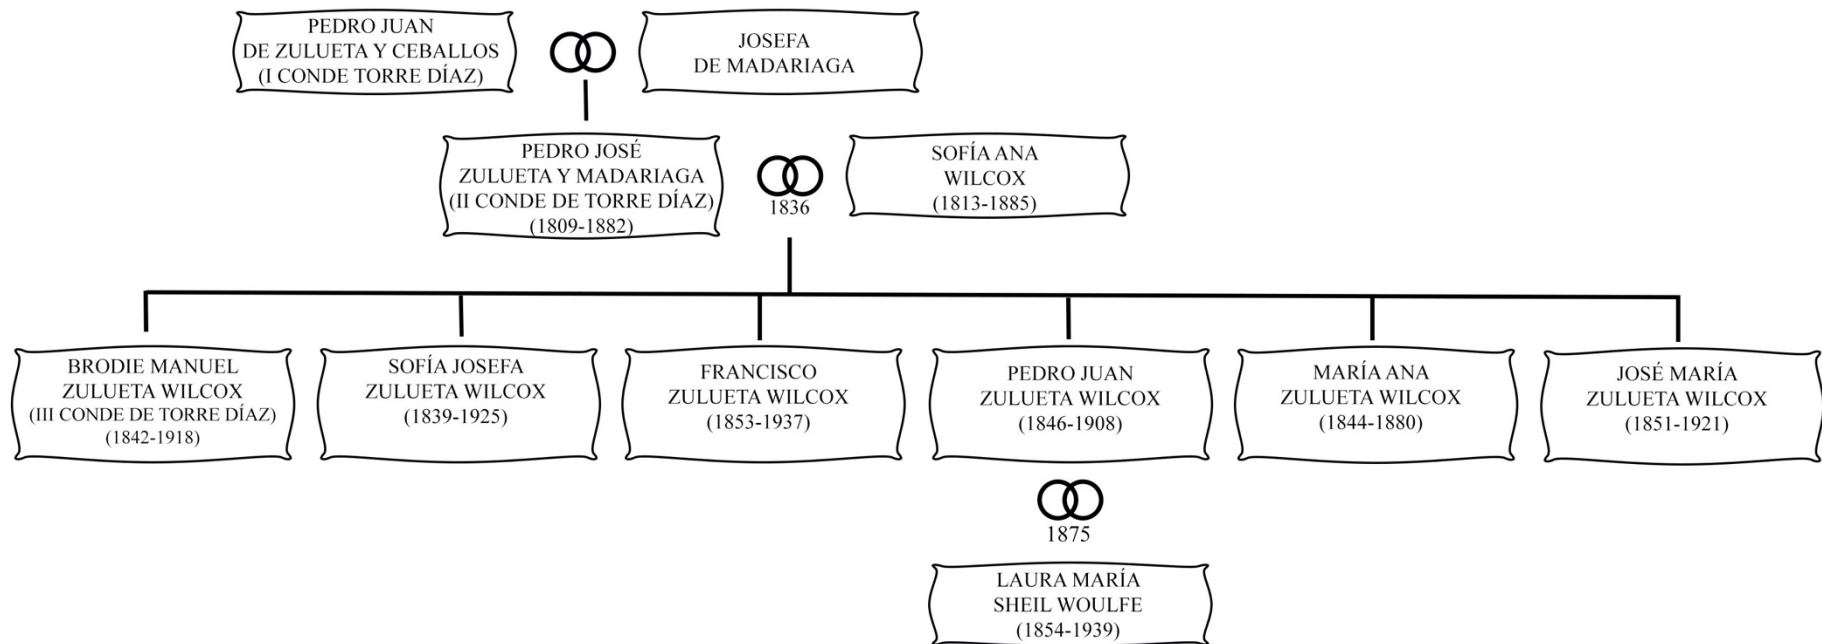 PEDRO JUAN
DE ZULUETA Y CEBALLOS
(I CONDE TORRE DÍAZ)
JOSEFA
DE MADARIAGA
PEDRO JOSÉ
ZULUETA Y MADARIAGA
(II CONDE DE TORRE DÍAZ)
(1809-1882)
1836
SOFÍA ANA
WILCOX
(1813-1885)
BRODIE MANUEL
ZULUETA WILCOX
(III CONDE DE TORRE DÍAZ)
(1842-1918)
SOFÍA JOSEFA
ZULUETA WILCOX
(1839-1925)
FRANCISCO
ZULUETA WILCOX
(1853-1937)
PEDRO JUAN
ZULUETA WILCOX
(1846-1908)
MARÍA ANA
ZULUETA WILCOX
(1844-1880)
JOSÉ MARÍA
ZULUETA WILCOX
(1851-1921)
1875
LAURA MARÍA
SHEIL WOULFE
(1854-1939)